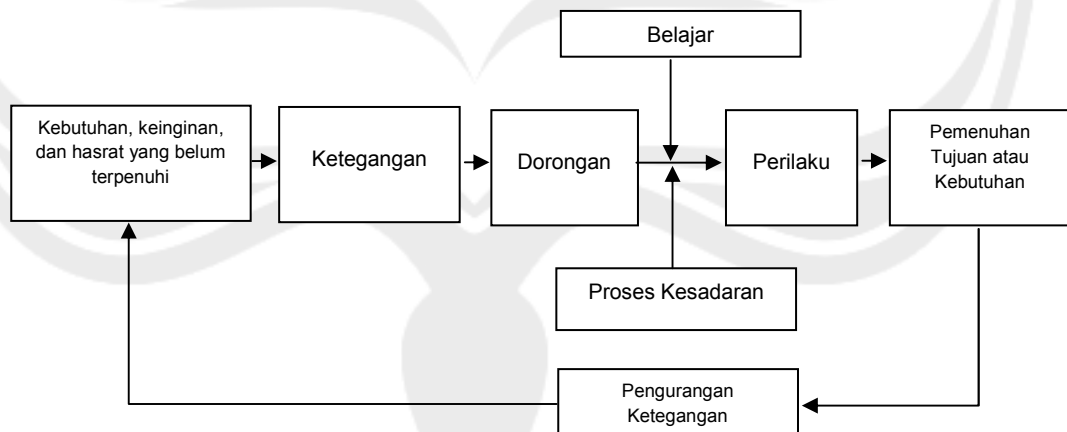 Belajar
Kebutuhan, keinginan,
dan hasrat yang belum
terpenuhi
Ketegangan
Dorongan
Perilaku
Pemenuhan
Tujuan atau
Kebutuhan
Proses Kesadaran
Pengurangan
Ketegangan